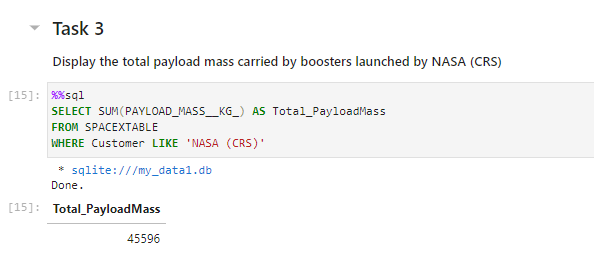 Task 3
Display the total payload mass carried by boosters launched by NASA (CRS)
[15]: %%sql
SELECT SUM(PAYLOAD_MASS__KG_) AS Total_PayloadMass
FROM SPACEXTABLE
WHERE Customer LIKE 'NASA (CRS)'
* sqlite:///my_data1.db
Done.
[15]: Total_PayloadMass
45596